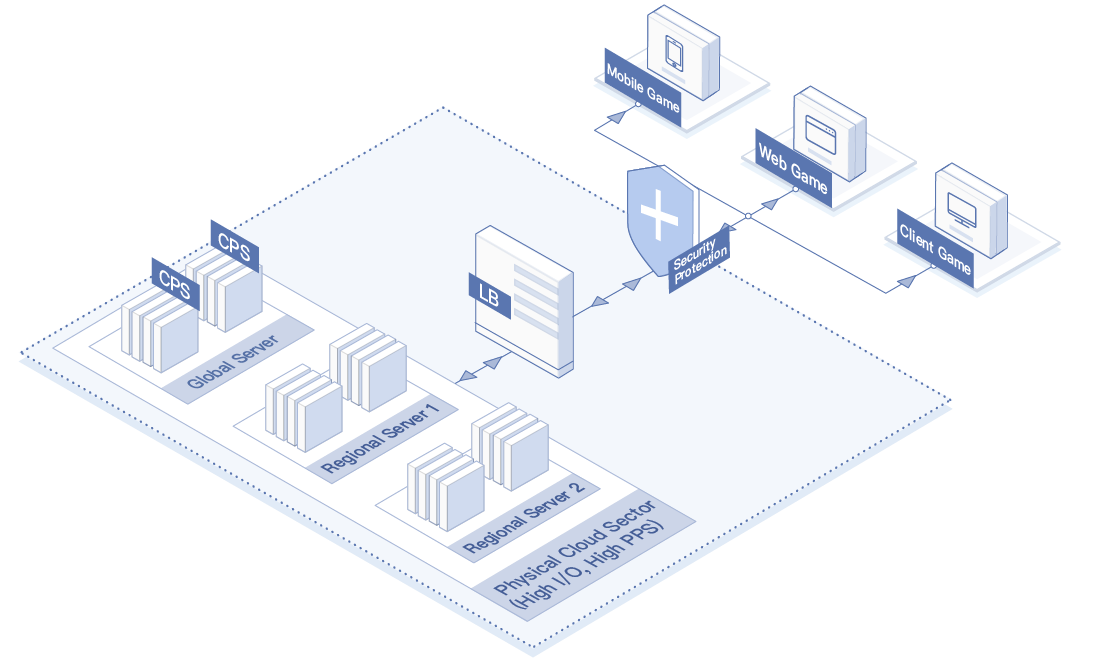 Mobile Game
Web Game
Client Game
Security
Protection
LB
CPS
CPS
Global Server
Regional Server 1
Regional Server 2
Physical Cloud Sector
(High I/O, High PPS)